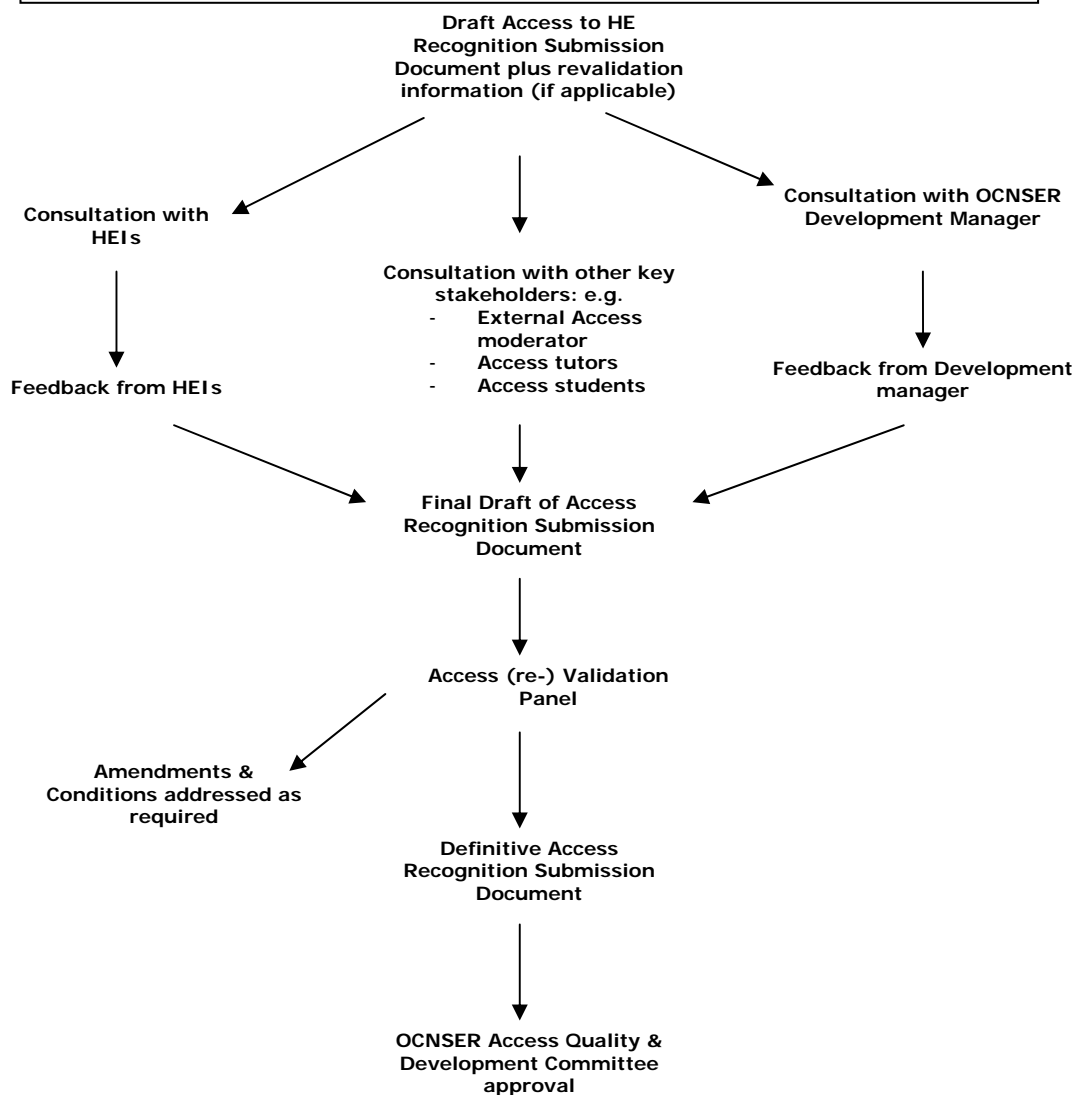 Draft Access to HE
Recognition Submission
Document plus revalidation
information (if applicable)
Consultation with
HEIs
Consultation with OCNSER
Development Manager
Consultation with other key
stakeholders: e.g.
- External Access
moderator
- Access tutors
- Access students
Feedback from HEIs
Feedback from Development
manager
Final Draft of Access
Recognition Submission
Document
Access (re-) Validation
Panel
Amendments &
Conditions addressed as
required
Definitive Access
Recognition Submission
Document
OCNSER Access Quality &
Development Committee
approval